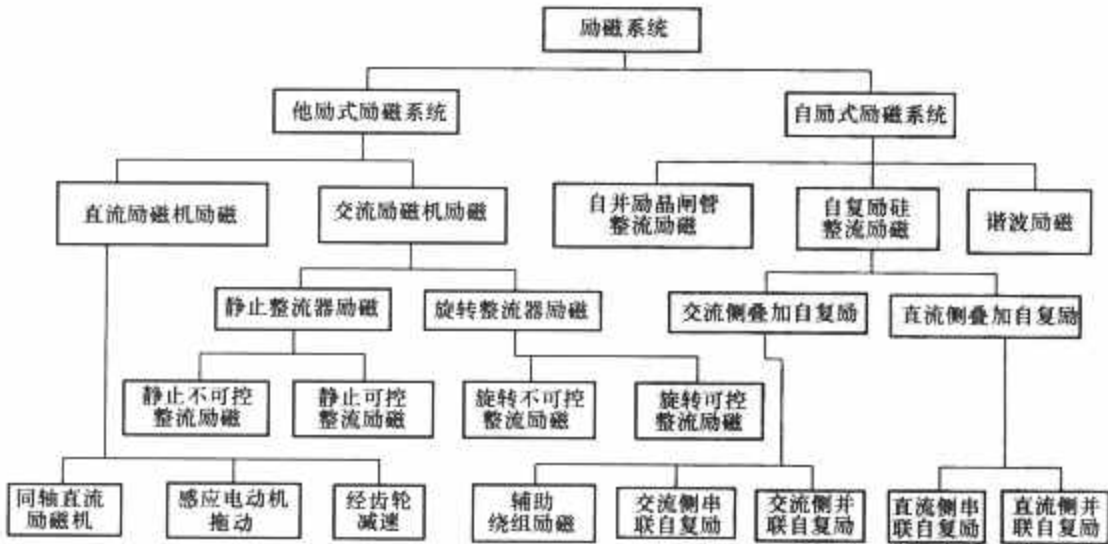 励磁系统
他励式励磁系统
自励式励磁系统
直流励磁机励磁
交流励磁机励磁
自并励晶闸管
整流励磁
自复励硅
整流励磁
谐波励磁
静止整流器励磁
旋转整流器励磁
交流侧叠加自复励
直流侧叠加自复励
静止不可控
整流励磁
静止可控
整流励磁
旋转不可控
整流励磁
旋转可控
整流励磁
同轴直流
励磁机
感应电动机
拖动
经齿轮
减速
辅助
绕组励磁
交流侧串
联自复励
交流侧并
联自复励
直流侧串
联自复励
直流侧并
联自复励